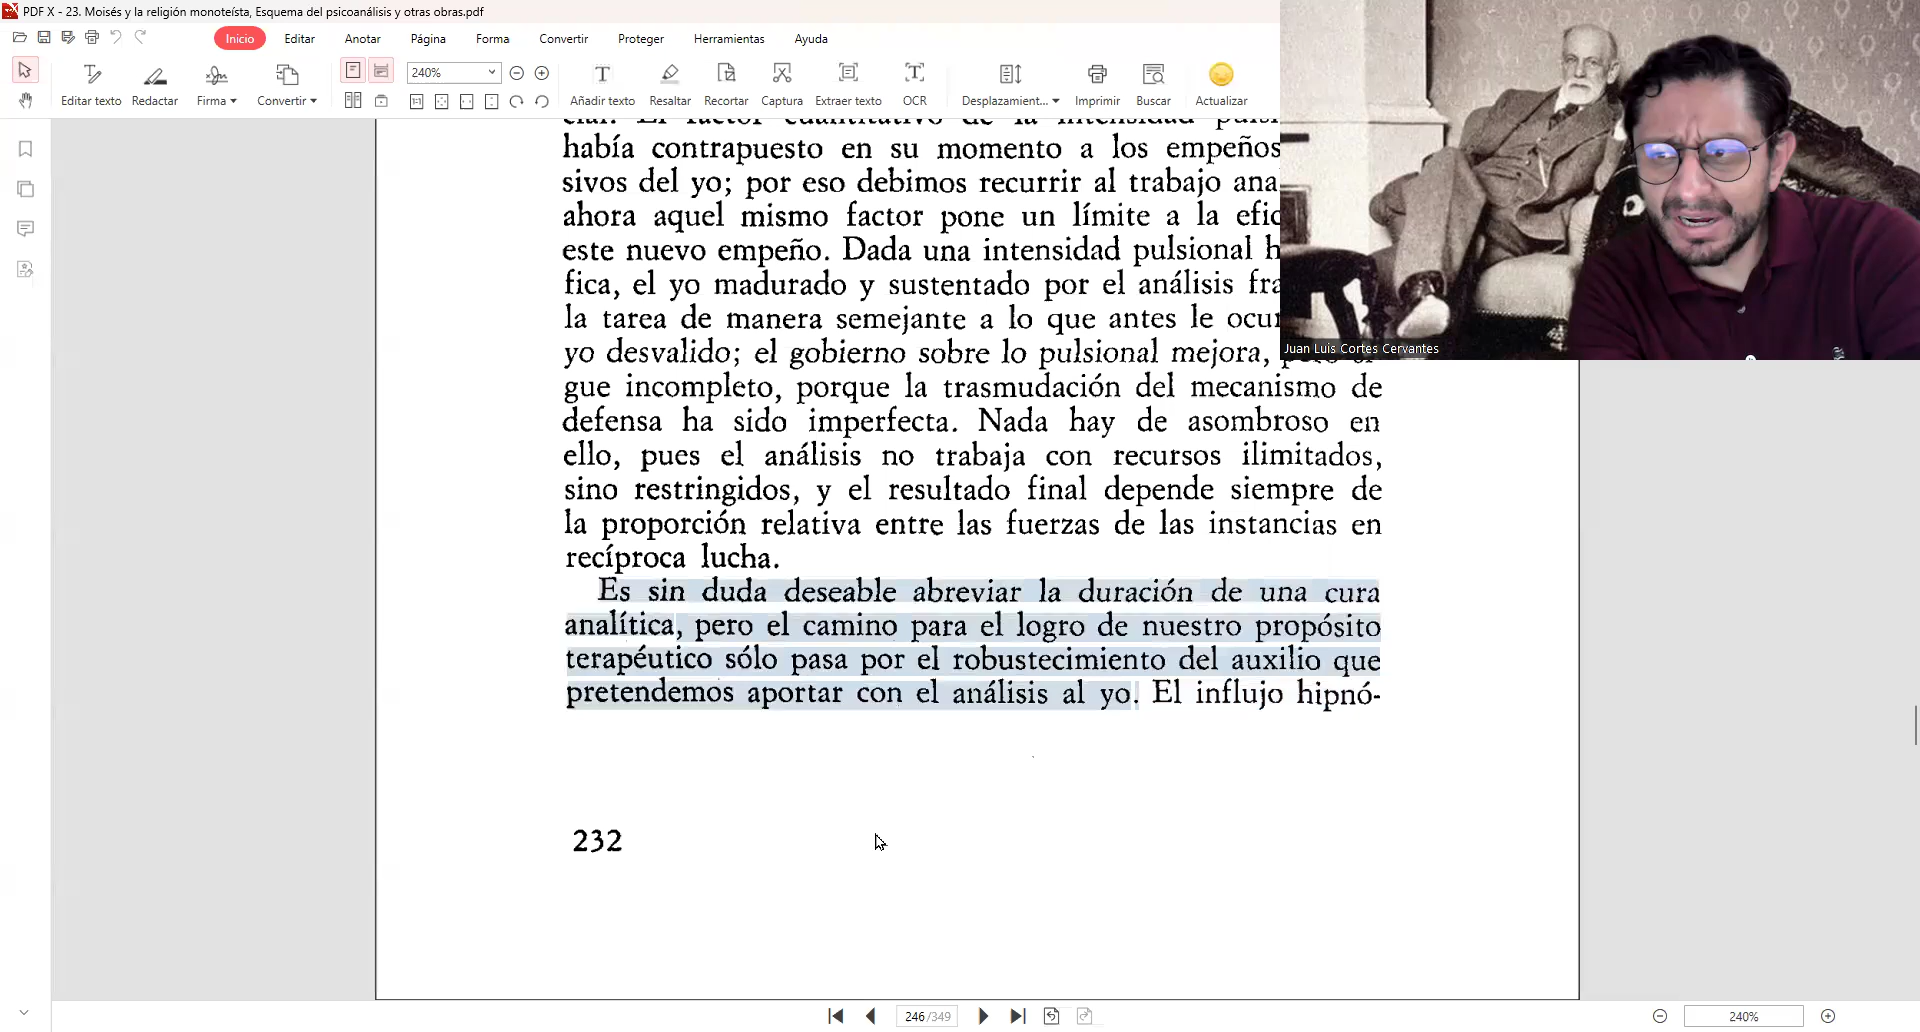 PDF X - 23. Moisés y la religión monoteísta, Esquema del psicoanálisis y otras obras.pdf
Inicio Editar Anotar Página Forma Convertir Proteger Herramientas Ayuda
240%
Editar texto Redactar Firma Convertir Añadir texto Resaltar Recortar Captura Extraer texto OCR Desplazamient... Imprimir Buscar Actualizar
cial. El factor cuantitativo de la intensidad
había contrapuesto en su momento a los empeños
sivos del yo; por eso debimos recurrir al trabajo ana
ahora aquel mismo factor pone un límite a la efic
este nuevo empeño. Dada una intensidad pulsional h
fica, el yo madurado y sustentado por el análisis fra
la tarea de manera semejante a lo que antes le ocur
yo desvalido; el gobierno sobre lo pulsional mejora,
gue incompleto, porque la trasmudación del mecanismo de
defensa ha sido imperfecta. Nada hay de asombroso en
ello, pues el análisis no trabaja con recursos ilimitados,
sino restringidos, y el resultado final depende siempre de
la proporción relativa entre las fuerzas de las instancias en
recíproca lucha.
Es sin duda deseable abreviar la duración de una cura
analítica, pero el camino para el logro de nuestro propósito
terapéutico sólo pasa por el robustecimiento del auxilio que
pretendemos aportar con el análisis al yo. El influjo hipnó-
232
Juan Luis Cortes Cervantes
246/349
240%